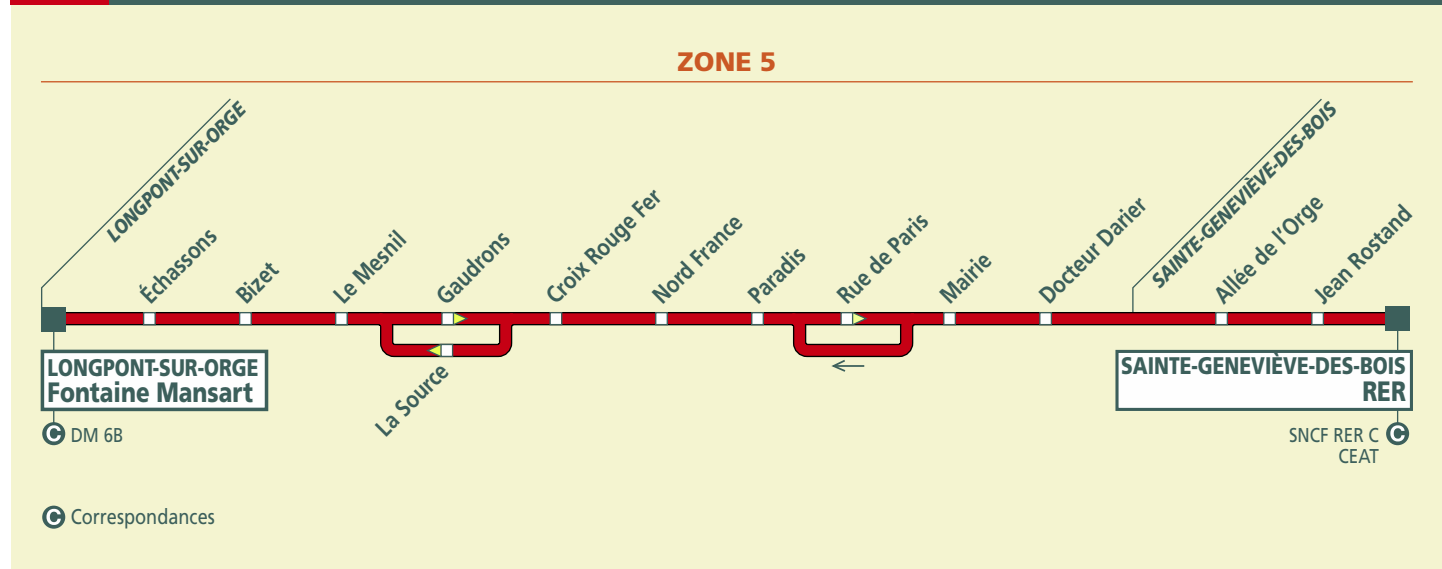 ZONE 5
LONGPONT-SUR-ORGE
SAINTE-GENEVIÈVE-DES-BOIS
Échassons
Bizet
Le Mesnil
Gaudrons
Croix Rouge Fer
Nord France
Paradis
Rue de Paris
Mairie
Docteur Darier
Allée de l'Orge
Jean Rostand
La Source
LONGPONT-SUR-ORGE
Fontaine Mansart
C DM 6B
SAINTE-GENEVIÈVE-DES-BOIS
RER
SNCF RER C C
CEAT
C Correspondances